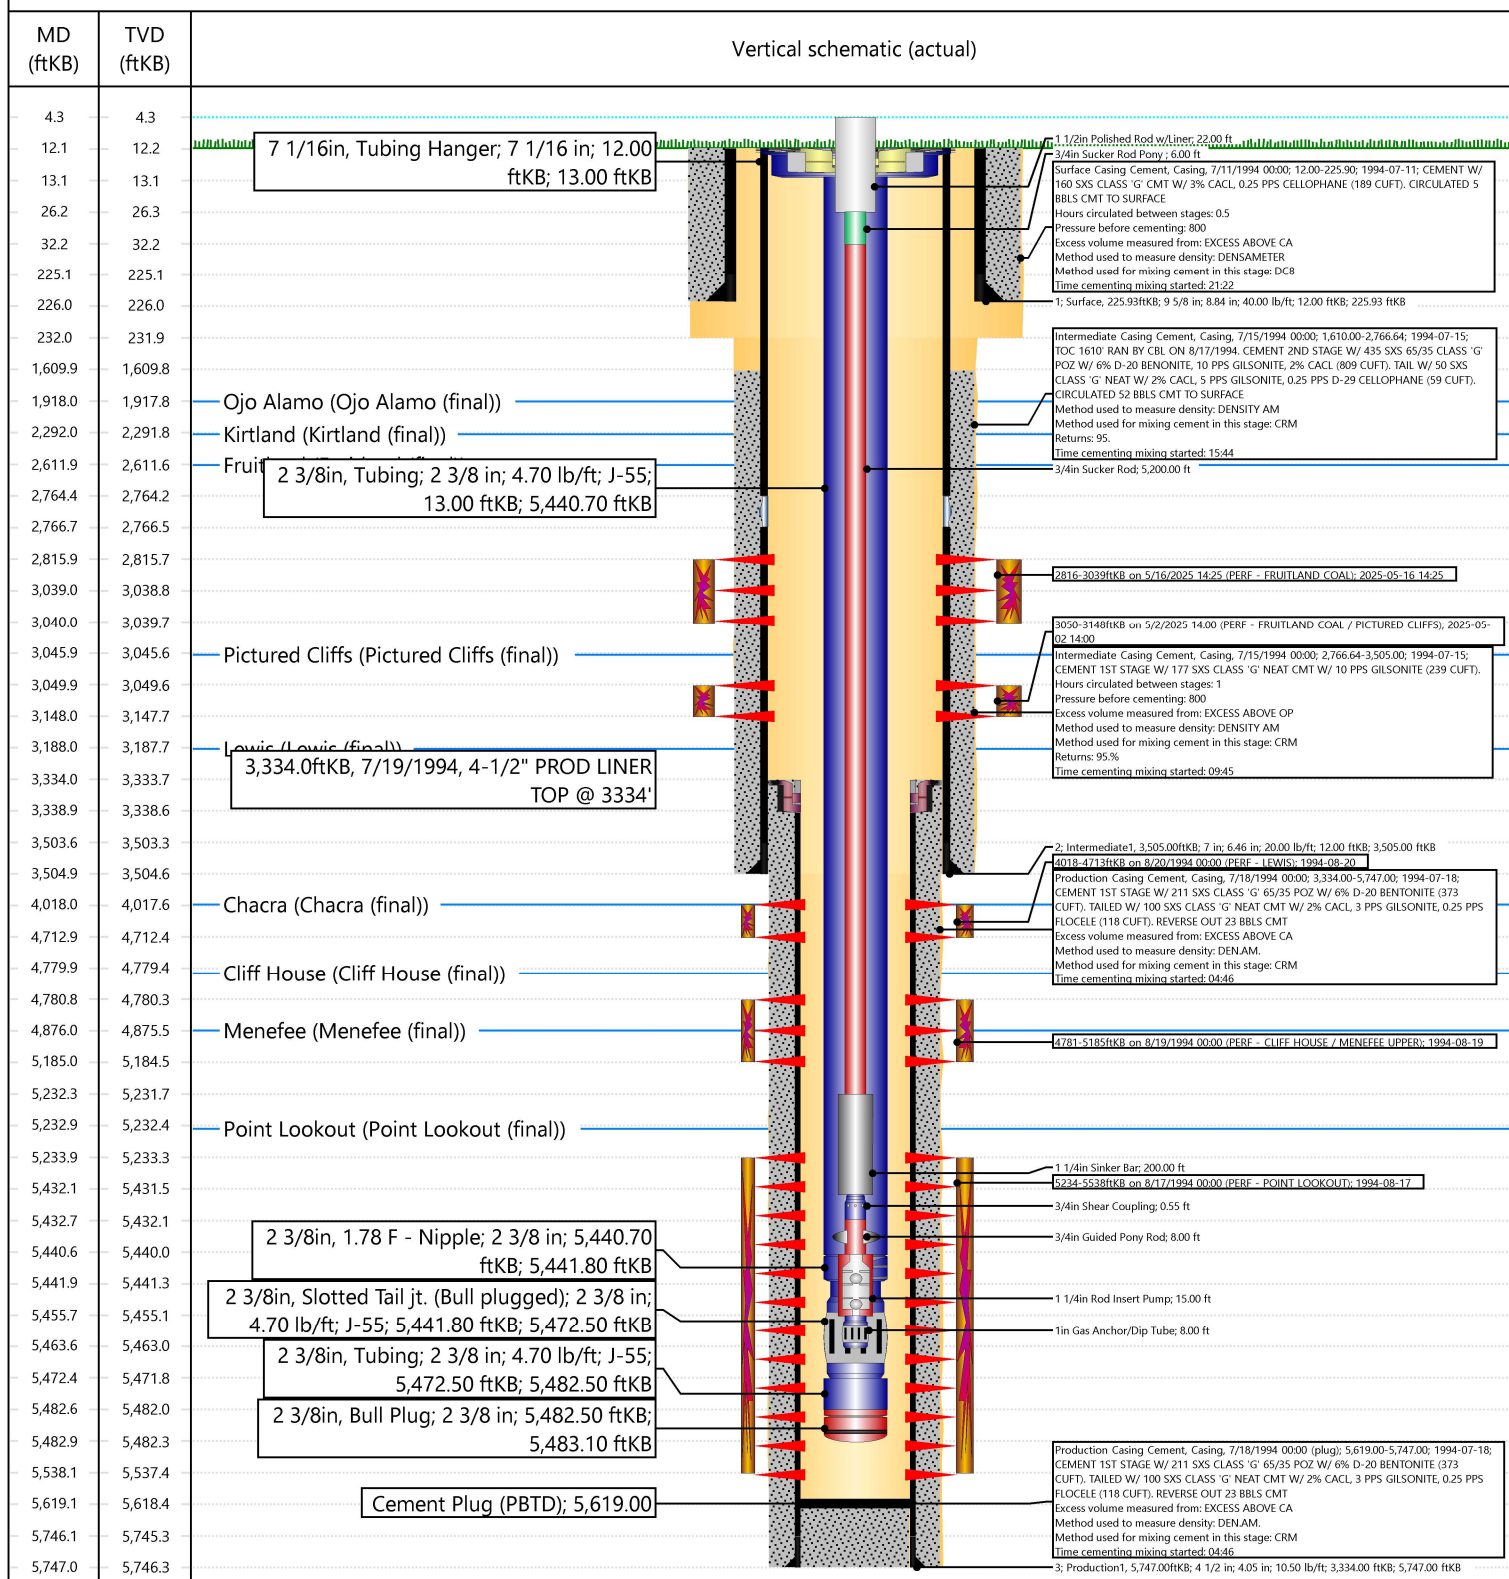 MD
(ftKB)
TVD
(ftKB)
Vertical schematic (actual)
4.3 4.3
12.1 12.2
13.1 13.1
26.2 26.3
32.2 32.2
225.1 225.1
226.0 226.0
232.0 231.9
1,609.9 1,609.8
1,918.0 1,917.8
2,292.0 2,291.8
2,611.9 2,611.6
2,764.4 2,764.2
2,766.7 2,766.5
2,815.9 2,815.7
3,039.0 3,038.8
3,040.0 3,039.7
3,045.9 3,045.6
3,049.9 3,049.6
3,148.0 3,147.7
3,188.0 3,187.7
3,334.0 3,333.7
3,338.9 3,338.6
3,503.6 3,503.3
3,504.9 3,504.6
4,018.0 4,017.6
4,712.9 4,712.4
4,779.9 4,779.4
4,780.8 4,780.3
4,876.0 4,875.5
5,185.0 5,184.5
5,232.3 5,231.7
5,232.9 5,232.4
5,233.9 5,233.3
5,432.1 5,431.5
5,432.7 5,432.1
5,440.6 5,440.0
5,441.9 5,441.3
5,455.7 5,455.1
5,463.6 5,463.0
5,472.4 5,471.8
5,482.6 5,482.0
5,482.9 5,482.3
5,538.1 5,537.4
5,619.1 5,618.4
5,746.1 5,745.3
5,747.0 5,746.3
7 1/16in, Tubing Hanger; 7 1/16 in; 12.00
ftKB; 13.00 ftKB
Ojo Alamo (Ojo Alamo (final))
Kirtland (Kirtland (final))
2 3/8in, Tubing; 2 3/8 in; 4.70 lb/ft; J-55;
13.00 ftKB; 5,440.70 ftKB
Pictured Cliffs (Pictured Cliffs (final))
Lewis (Lewis (final))
3,334.0ftKB, 7/19/1994, 4-1/2" PROD LINER
TOP @ 3334'
Chacra (Chacra (final))
Cliff House (Cliff House (final))
Menefee (Menefee (final))
Point Lookout (Point Lookout (final))
2 3/8in, 1.78 F - Nipple; 2 3/8 in; 5,440.70
ftKB; 5,441.80 ftKB
2 3/8in, Slotted Tail jt. (Bull plugged); 2 3/8 in;
4.70 lb/ft; J-55; 5,441.80 ftKB; 5,472.50 ftKB
2 3/8in, Tubing; 2 3/8 in; 4.70 lb/ft; J-55;
5,472.50 ftKB; 5,482.50 ftKB
2 3/8in, Bull Plug; 2 3/8 in; 5,482.50 ftKB;
5,483.10 ftKB
Cement Plug (PBTD); 5,619.00
1 1/2in Polished Rod w/Liner; 22.00 ft
3/4in Sucker Rod Pony ; 6.00 ft
Surface Casing Cement, Casing, 7/11/1994 00:00; 12.00-225.90; 1994-07-11; CEMENT W/
160 SXS CLASS 'G' CMT W/ 3% CACL, 0.25 PPS CELLOPHANE (189 CUFT). CIRCULATED 5
BBLS CMT TO SURFACE
Hours circulated between stages: 0.5
Pressure before cementing: 800
Excess volume measured from: EXCESS ABOVE CA
Method used to measure density: DENSAMETER
Method used for mixing cement in this stage: DC8
Time cementing mixing started: 21:22
1; Surface, 225.93ftKB; 9 5/8 in; 8.84 in; 40.00 lb/ft; 12.00 ftKB; 225.93 ftKB
Intermediate Casing Cement, Casing, 7/15/1994 00:00; 1,610.00-2,766.64; 1994-07-15;
TOC 1610' RAN BY CBL ON 8/17/1994. CEMENT 2ND STAGE W/ 435 SXS 65/35 CLASS 'G'
POZ W/ 6% D-20 BENONITE, 10 PPS GILSONITE, 2% CACL (809 CUFT). TAIL W/ 50 SXS
CLASS 'G' NEAT W/ 2% CACL, 5 PPS GILSONITE, 0.25 PPS D-29 CELLOPHANE (59 CUFT).
CIRCULATED 52 BBLS CMT TO SURFACE
Method used to measure density: DENSITY AM
Method used for mixing cement in this stage: CRM
Returns: 95.
Time cementing mixing started: 15:44
3/4in Sucker Rod; 5,200.00 ft
2816-3039ftKB on 5/16/2025 14:25 (PERF - FRUITLAND COAL); 2025-05-16 14:25
3050-3148ftKB on 5/2/2025 14:00 (PERF - FRUITLAND COAL / PICTURED CLIFFS); 2025-05-
02 14:00
Intermediate Casing Cement, Casing, 7/15/1994 00:00; 2,766.64-3,505.00; 1994-07-15;
CEMENT 1ST STAGE W/ 177 SXS CLASS 'G' NEAT CMT W/ 10 PPS GILSONITE (239 CUFT).
Hours circulated between stages: 1
Pressure before cementing: 800
Excess volume measured from: EXCESS ABOVE OP
Method used to measure density: DENSITY AM
Method used for mixing cement in this stage: CRM
Returns: 95.%
Time cementing mixing started: 09:45
2; Intermediate1, 3,505.00ftKB; 7 in; 6.46 in; 20.00 lb/ft; 12.00 ftKB; 3,505.00 ftKB
4018-4713ftKB on 8/20/1994 00:00 (PERF - LEWIS); 1994-08-20
Production Casing Cement, Casing, 7/18/1994 00:00; 3,334.00-5,747.00; 1994-07-18;
CEMENT 1ST STAGE W/ 211 SXS CLASS 'G' 65/35 POZ W/ 6% D-20 BENTONITE (373
CUFT). TAILED W/ 100 SXS CLASS 'G' NEAT CMT W/ 2% CACL, 3 PPS GILSONITE, 0.25 PPS
FLOCELE (118 CUFT). REVERSE OUT 23 BBLS CMT
Excess volume measured from: EXCESS ABOVE CA
Method used to measure density: DEN.AM.
Method used for mixing cement in this stage: CRM
Time cementing mixing started: 04:46
4781-5185ftKB on 8/19/1994 00:00 (PERF - CLIFF HOUSE / MENEFEE UPPER); 1994-08-19
1 1/4in Sinker Bar; 200.00 ft
5234-5538ftKB on 8/17/1994 00:00 (PERF - POINT LOOKOUT); 1994-08-17
3/4in Shear Coupling; 0.55 ft
3/4in Guided Pony Rod; 8.00 ft
1 1/4in Rod Insert Pump; 15.00 ft
1in Gas Anchor/Dip Tube; 8.00 ft
Production Casing Cement, Casing, 7/18/1994 00:00 (plug); 5,619.00-5,747.00; 1994-07-18;
CEMENT 1ST STAGE W/ 211 SXS CLASS 'G' 65/35 POZ W/ 6% D-20 BENTONITE (373
CUFT). TAILED W/ 100 SXS CLASS 'G' NEAT CMT W/ 2% CACL, 3 PPS GILSONITE, 0.25 PPS
FLOCELE (118 CUFT). REVERSE OUT 23 BBLS CMT
Excess volume measured from: EXCESS ABOVE CA
Method used to measure density: DEN.AM.
Method used for mixing cement in this stage: CRM
Time cementing mixing started: 04:46
3; Production1, 5,747.00ftKB; 4 1/2 in; 4.05 in; 10.50 lb/ft; 3,334.00 ftKB; 5,747.00 ftKB